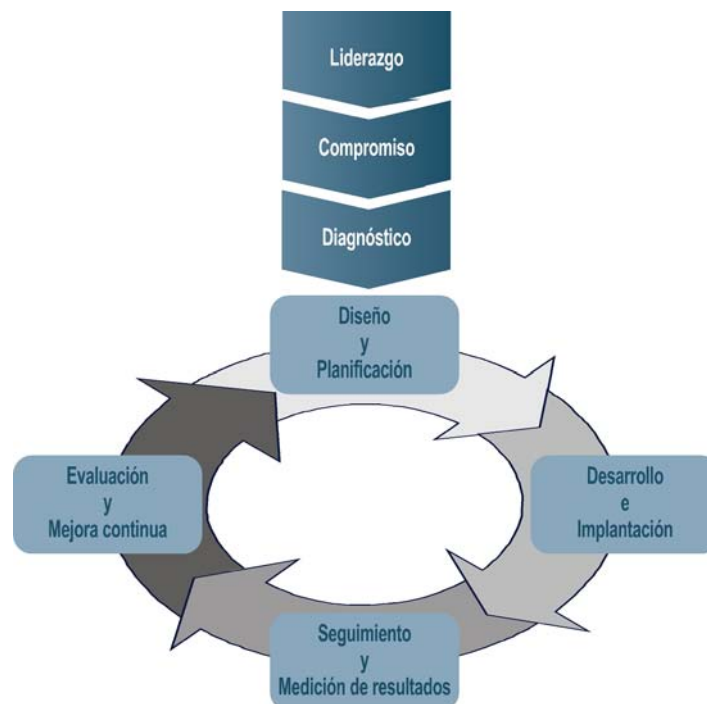 Liderazgo
Compromiso
Diagnóstico
Diseño
y
Planificación
Evaluación
y
Mejora continua
Desarrollo
e
Implantación
Seguimiento
y
Medición de resultados